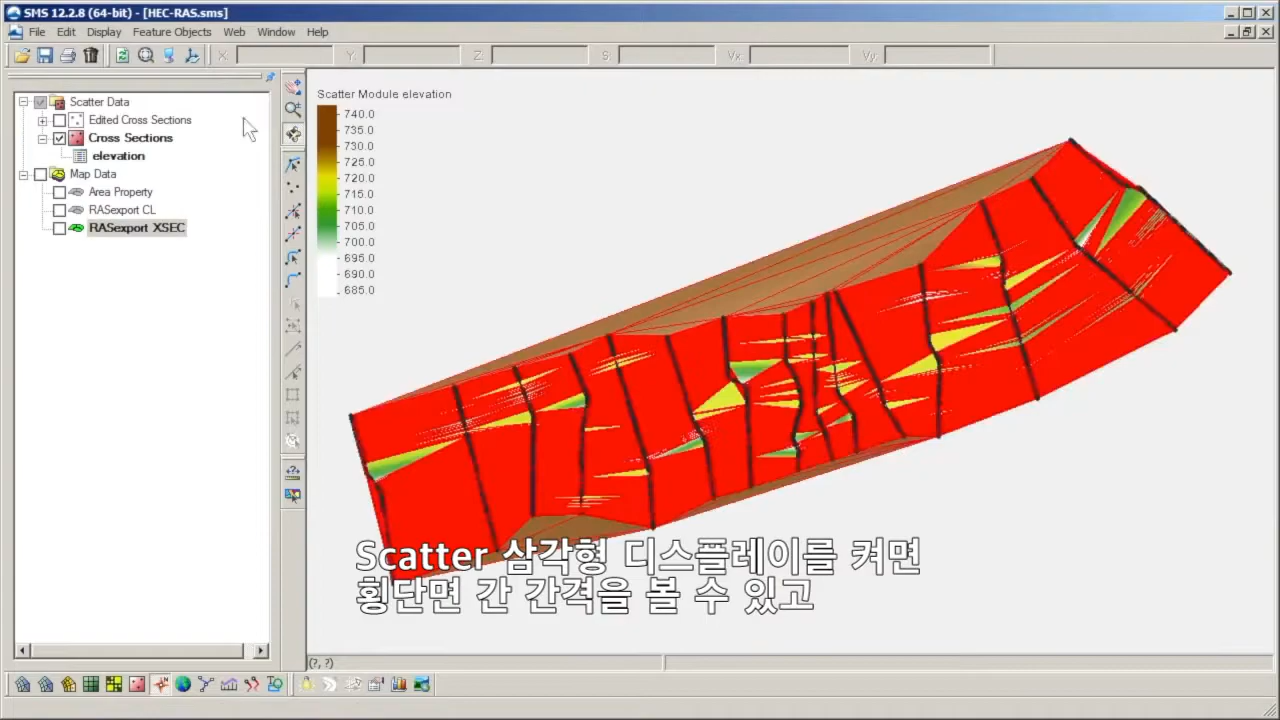 SMS 12.2.8 (64-bit) - [HEC-RAS.sms]
File Edit Display Feature Objects Web Window Help
X: Y: Z: S: Vx: Vy:
Scatter Data
Edited Cross Sections
Cross Sections
elevation
Map Data
Area Property
RASexport CL
RASexport XSEC
Scatter Module elevation
740.0
735.0
730.0
725.0
720.0
715.0
710.0
705.0
700.0
695.0
690.0
685.0
Scatter 삼각형 디스플레이를 켜면
횡단면 간 간격을 볼 수 있고
(?, ?)